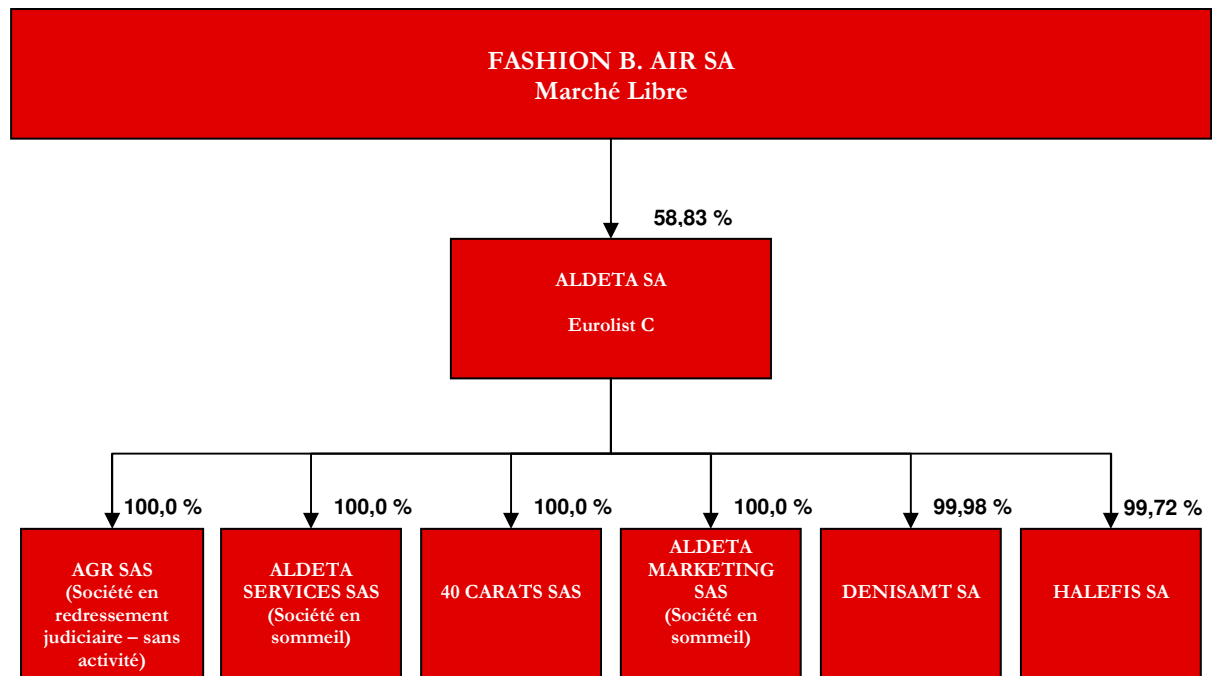 FASHION B. AIR SA
Marché Libre
58,83 %
ALDETA SA
Eurolist C
100,0 %
100,0 %
100,0 %
100,0 %
99,98 %
99,72 %
AGR SAS
(Société en
redressement
judiciaire – sans
activité)
ALDETA
SERVICES SAS
(Société en
sommeil)
40 CARATS SAS
ALDETA
MARKETING
SAS
(Société en
sommeil)
DENISAMT SA
HALEFIS SA